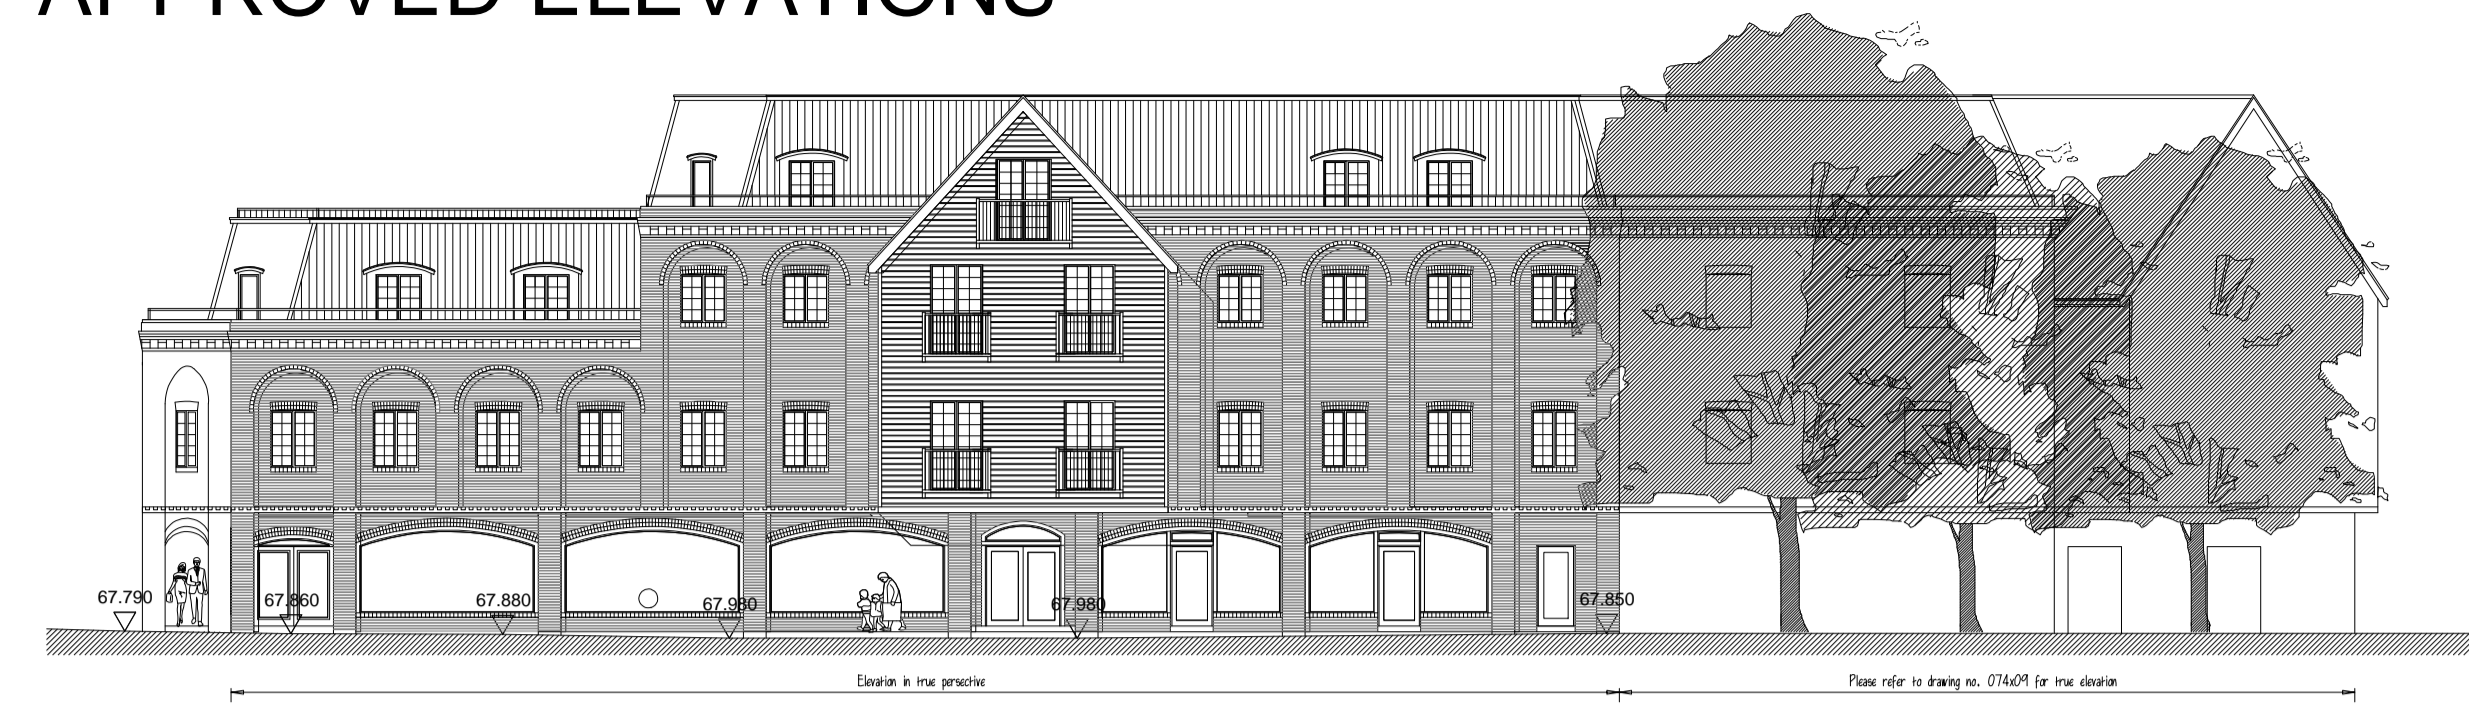 APPROVED ELEVATIONS
67.790
67.860
67.880
67.980
67.980
67.850
Elevation in true persective
Please refer to drawing no. 074x09 for true elevation